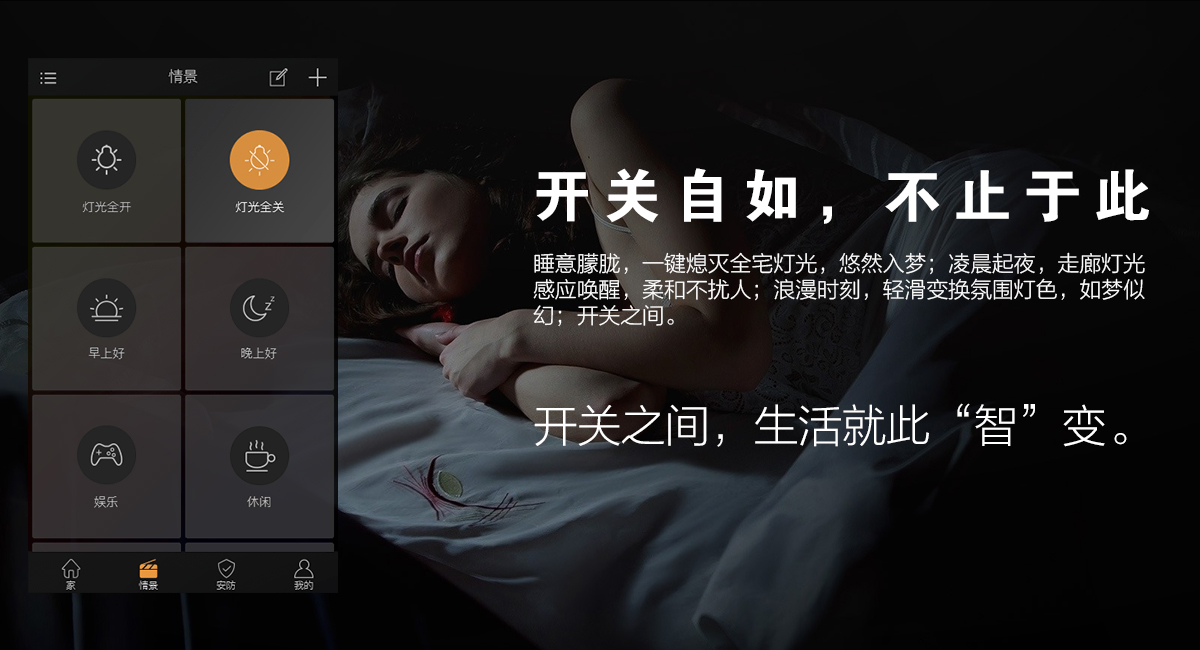 情景
灯光全开
灯光全关
早上好
晚上好
娱乐
休闲
家
情景
安防
我的
开关自如，不止于此
睡意朦胧，一键熄灭全宅灯光，悠然入梦；凌晨起夜，走廊灯光
感应唤醒，柔和不扰人；浪漫时刻，轻滑变换氛围灯色，如梦似
幻；开关之间。
开关之间，生活就此“智”变。